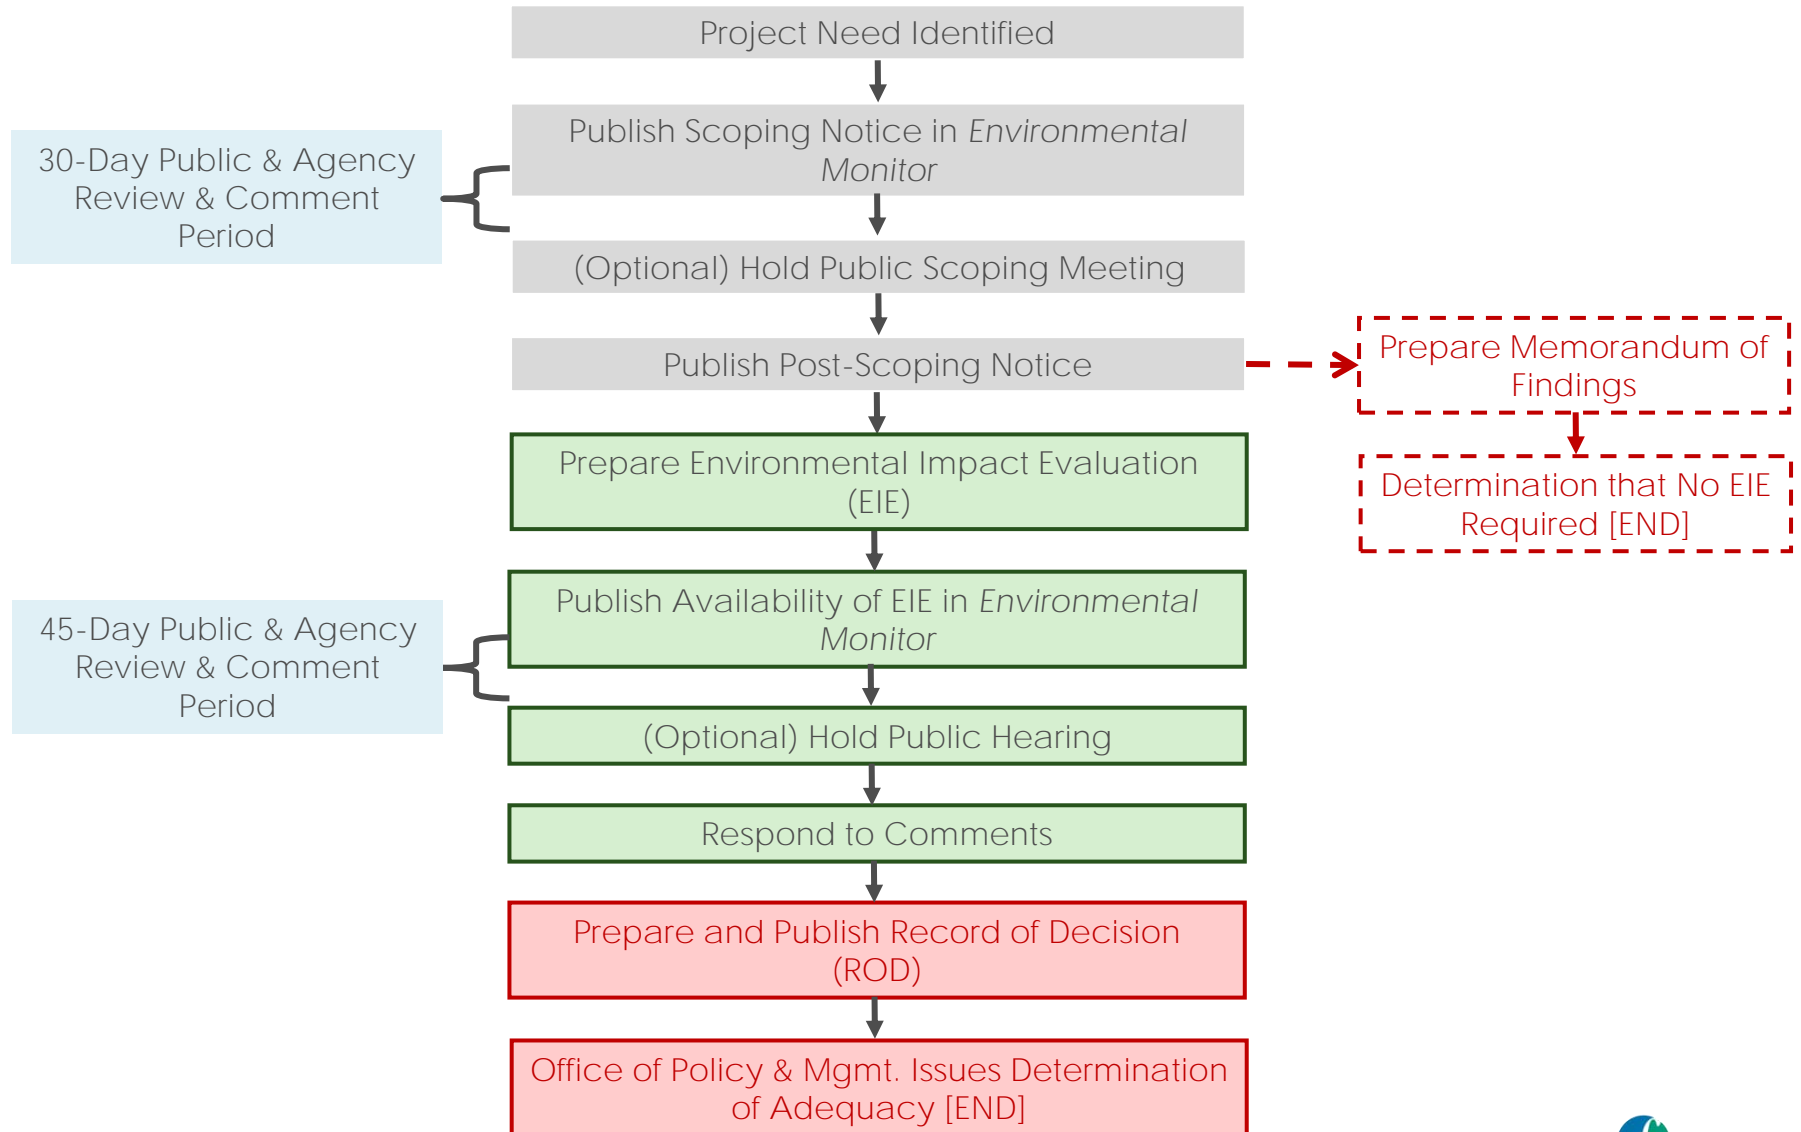 Project Need Identified
Publish Scoping Notice in Environmental
Monitor
30-Day Public & Agency
Review & Comment
Period
(Optional) Hold Public Scoping Meeting
Publish Post-Scoping Notice
Prepare Memorandum of
Findings
Determination that No EIE
Required [END]
Prepare Environmental Impact Evaluation
(EIE)
Publish Availability of EIE in Environmental
Monitor
45-Day Public & Agency
Review & Comment
Period
(Optional) Hold Public Hearing
Respond to Comments
Prepare and Publish Record of Decision
(ROD)
Office of Policy & Mgmt. Issues Determination
of Adequacy [END]